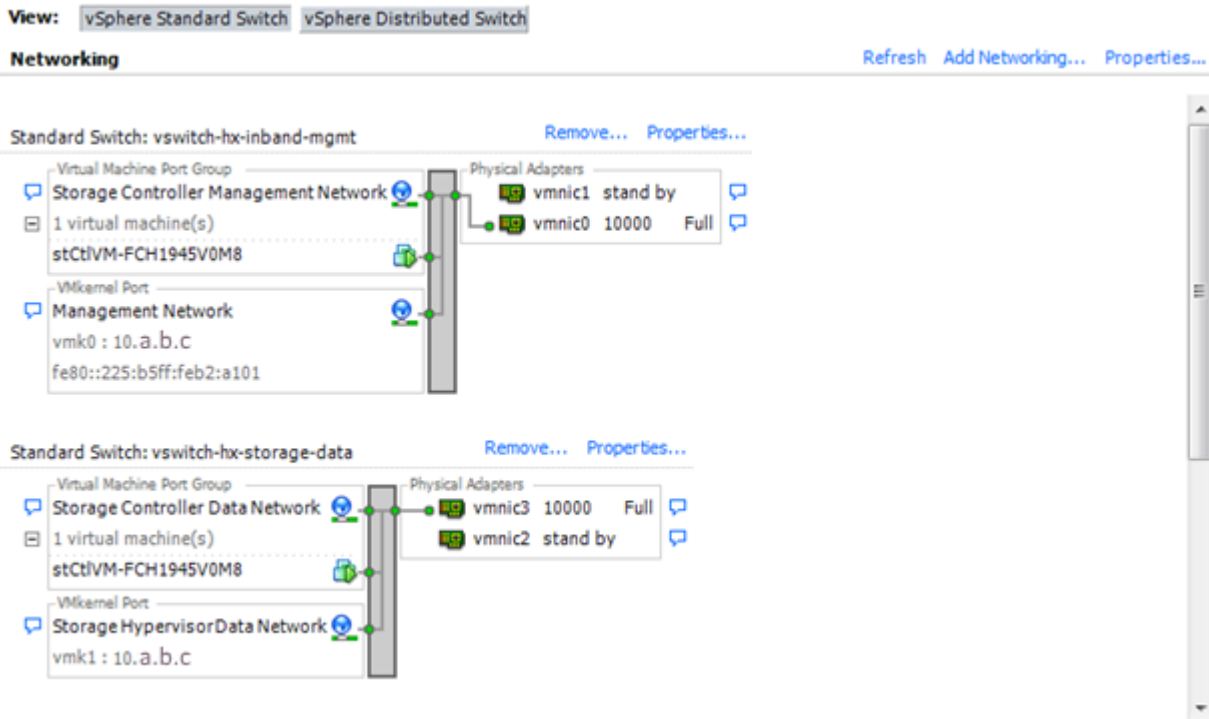 View: vSphere Standard Switch vSphere Distributed Switch
Networking Refresh Add Networking... Properties...
Standard Switch: vswitch-hx-inband-mgmt Remove... Properties...
Virtual Machine Port Group Physical Adapters
Storage Controller Management Network vmnic1 stand by
1 virtual machine(s) vmnic0 10000 Full
stCtlVM-FCH1945V0M8
VMkernel Port
Management Network
vmk0 : 10.a.b.c
fe80::225:b5ff:feb2:a101
Standard Switch: vswitch-hx-storage-data Remove... Properties...
Virtual Machine Port Group Physical Adapters
Storage Controller Data Network vmnic3 10000 Full
1 virtual machine(s) vmnic2 stand by
stCtlVM-FCH1945V0M8
VMkernel Port
Storage Hypervisor Data Network
vmk1 : 10.a.b.c